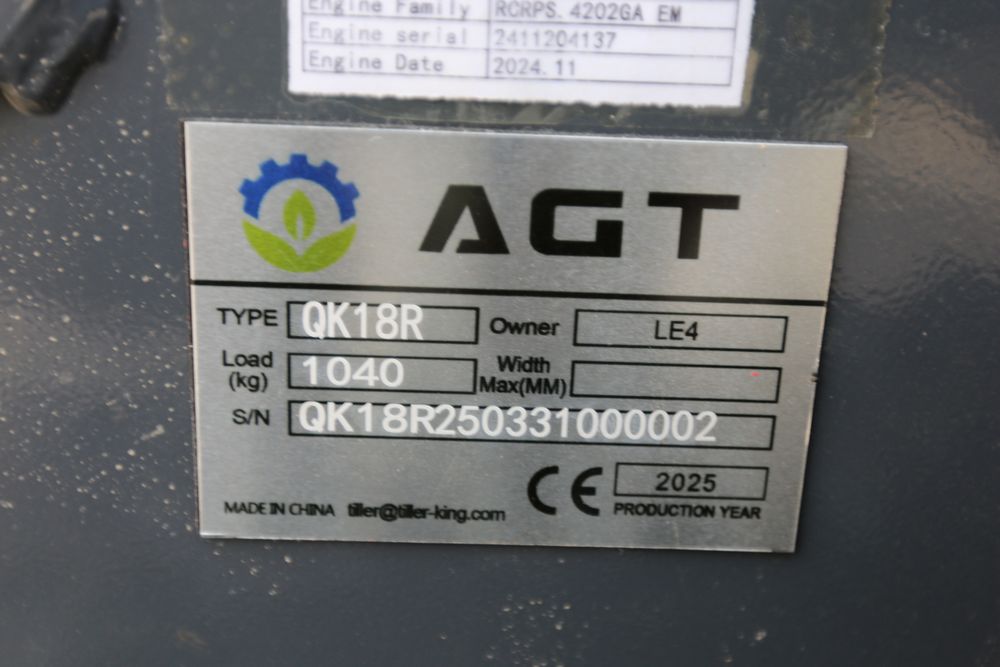 Engine Family RCRPS.4202GA EM
Engine serial 2411204137
Engine Date 2024.11
AGT
TYPE QK18R Owner LE4
Load (kg) 1040 Width Max(MM)
S/N QK18R250331000002
CE 2025
MADE IN CHINA tiller@tiller-king.com PRODUCTION YEAR